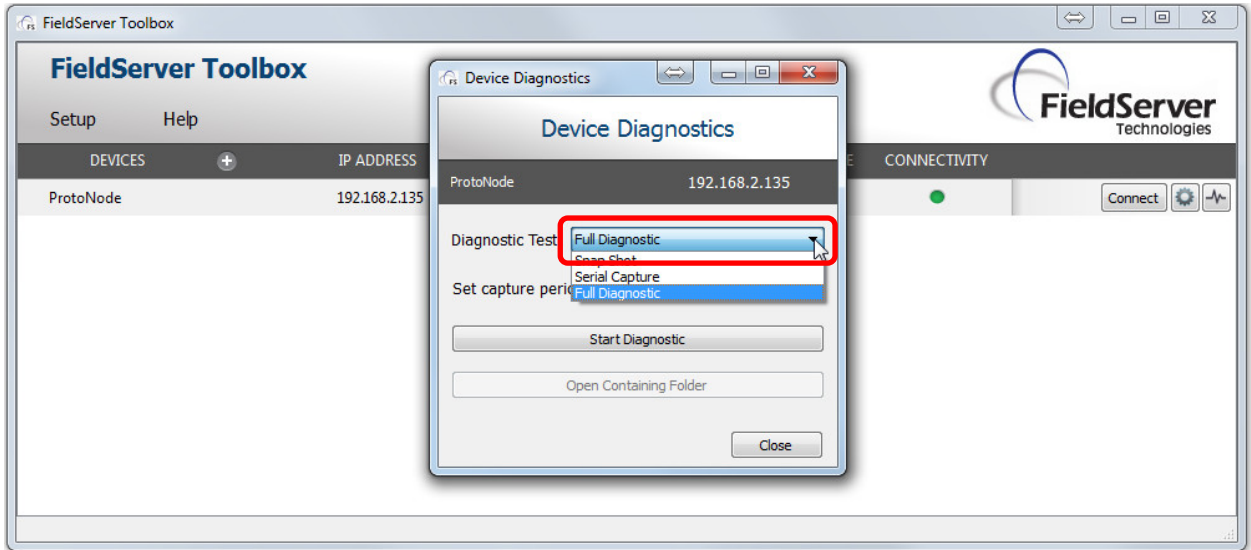 FieldServer Toolbox
FieldServer Toolbox
Setup Help
FieldServer
Technologies
DEVICES IP ADDRESS CONNECTIVITY
ProtoNode 192.168.2.135 Connect
Device Diagnostics
Device Diagnostics
ProtoNode 192.168.2.135
Diagnostic Test Full Diagnostic
Snap Shot
Serial Capture
Set capture
Full Diagnostic
Start Diagnostic
Open Containing Folder
Close